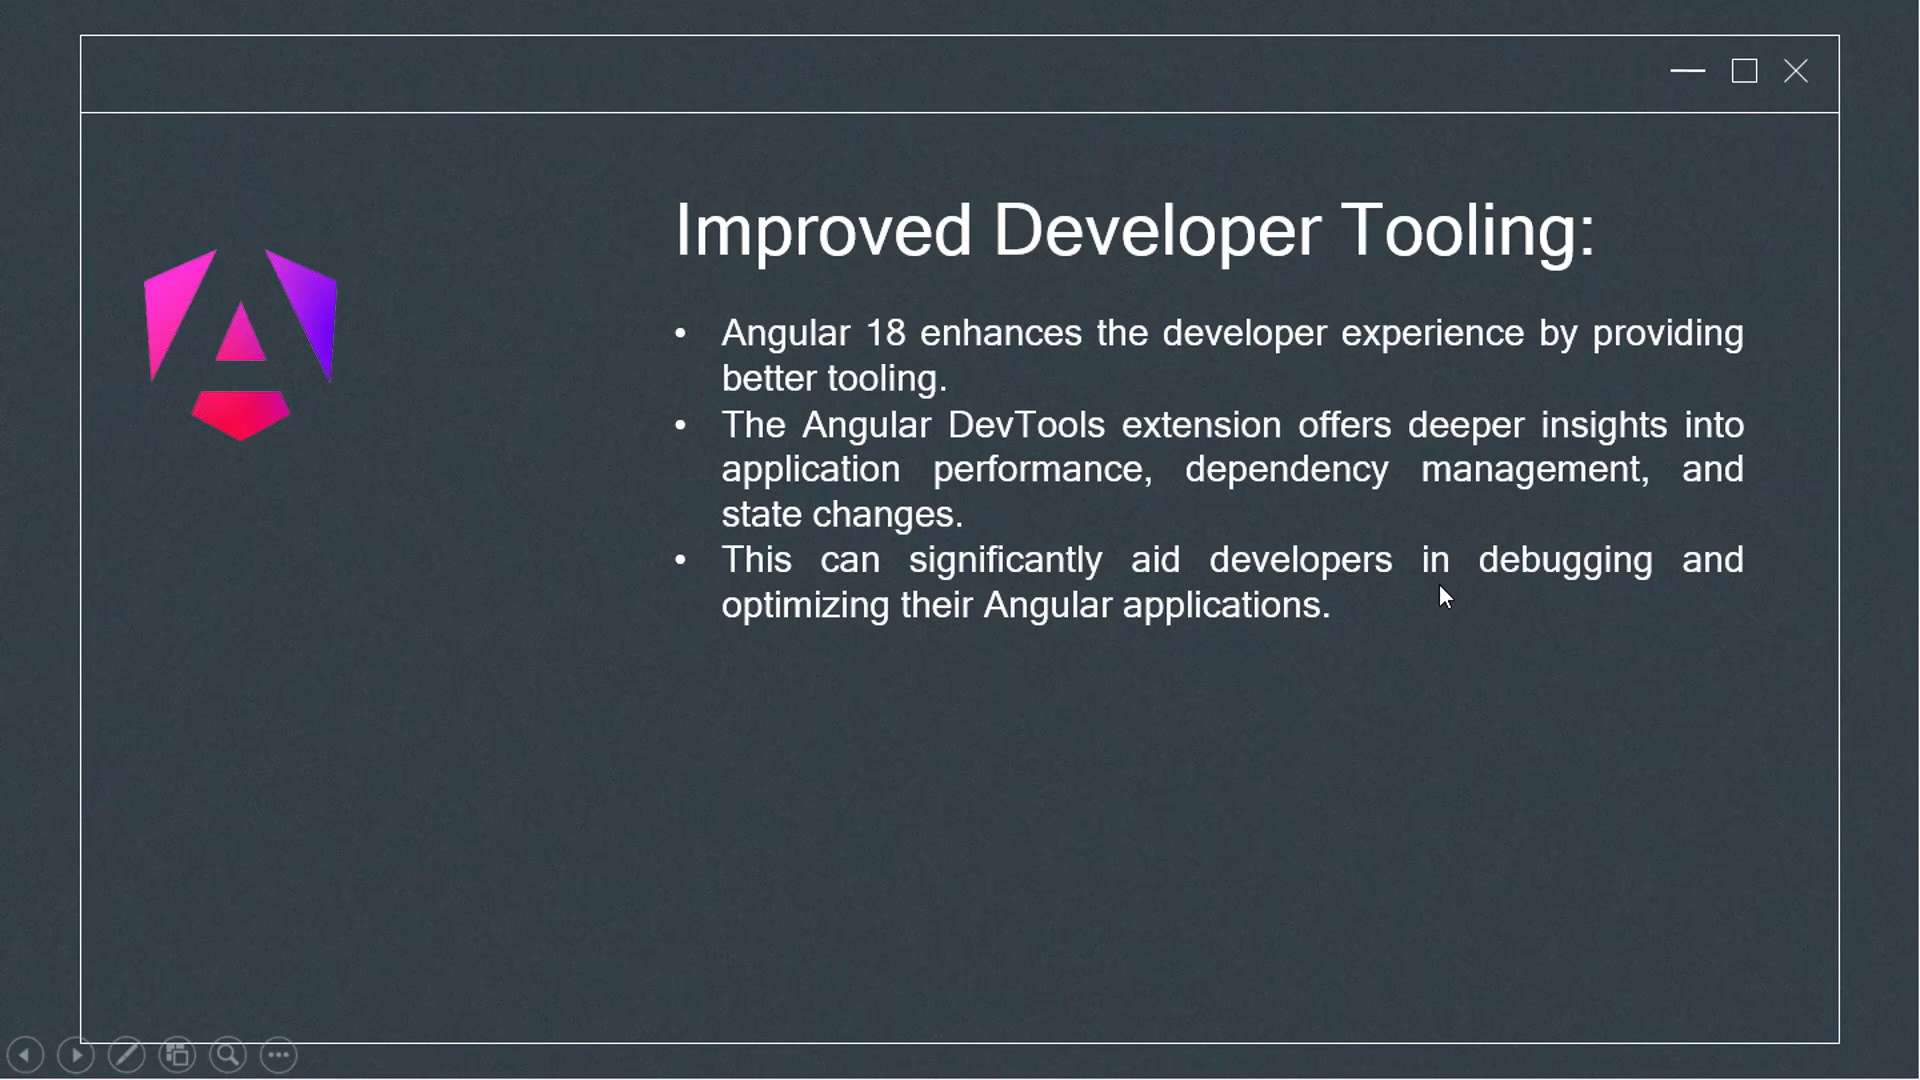 Improved Developer Tooling:
• Angular 18 enhances the developer experience by providing
better tooling.
• The Angular DevTools extension offers deeper insights into
application performance, dependency management, and
state changes.
• This can significantly aid developers in debugging and
optimizing their Angular applications.